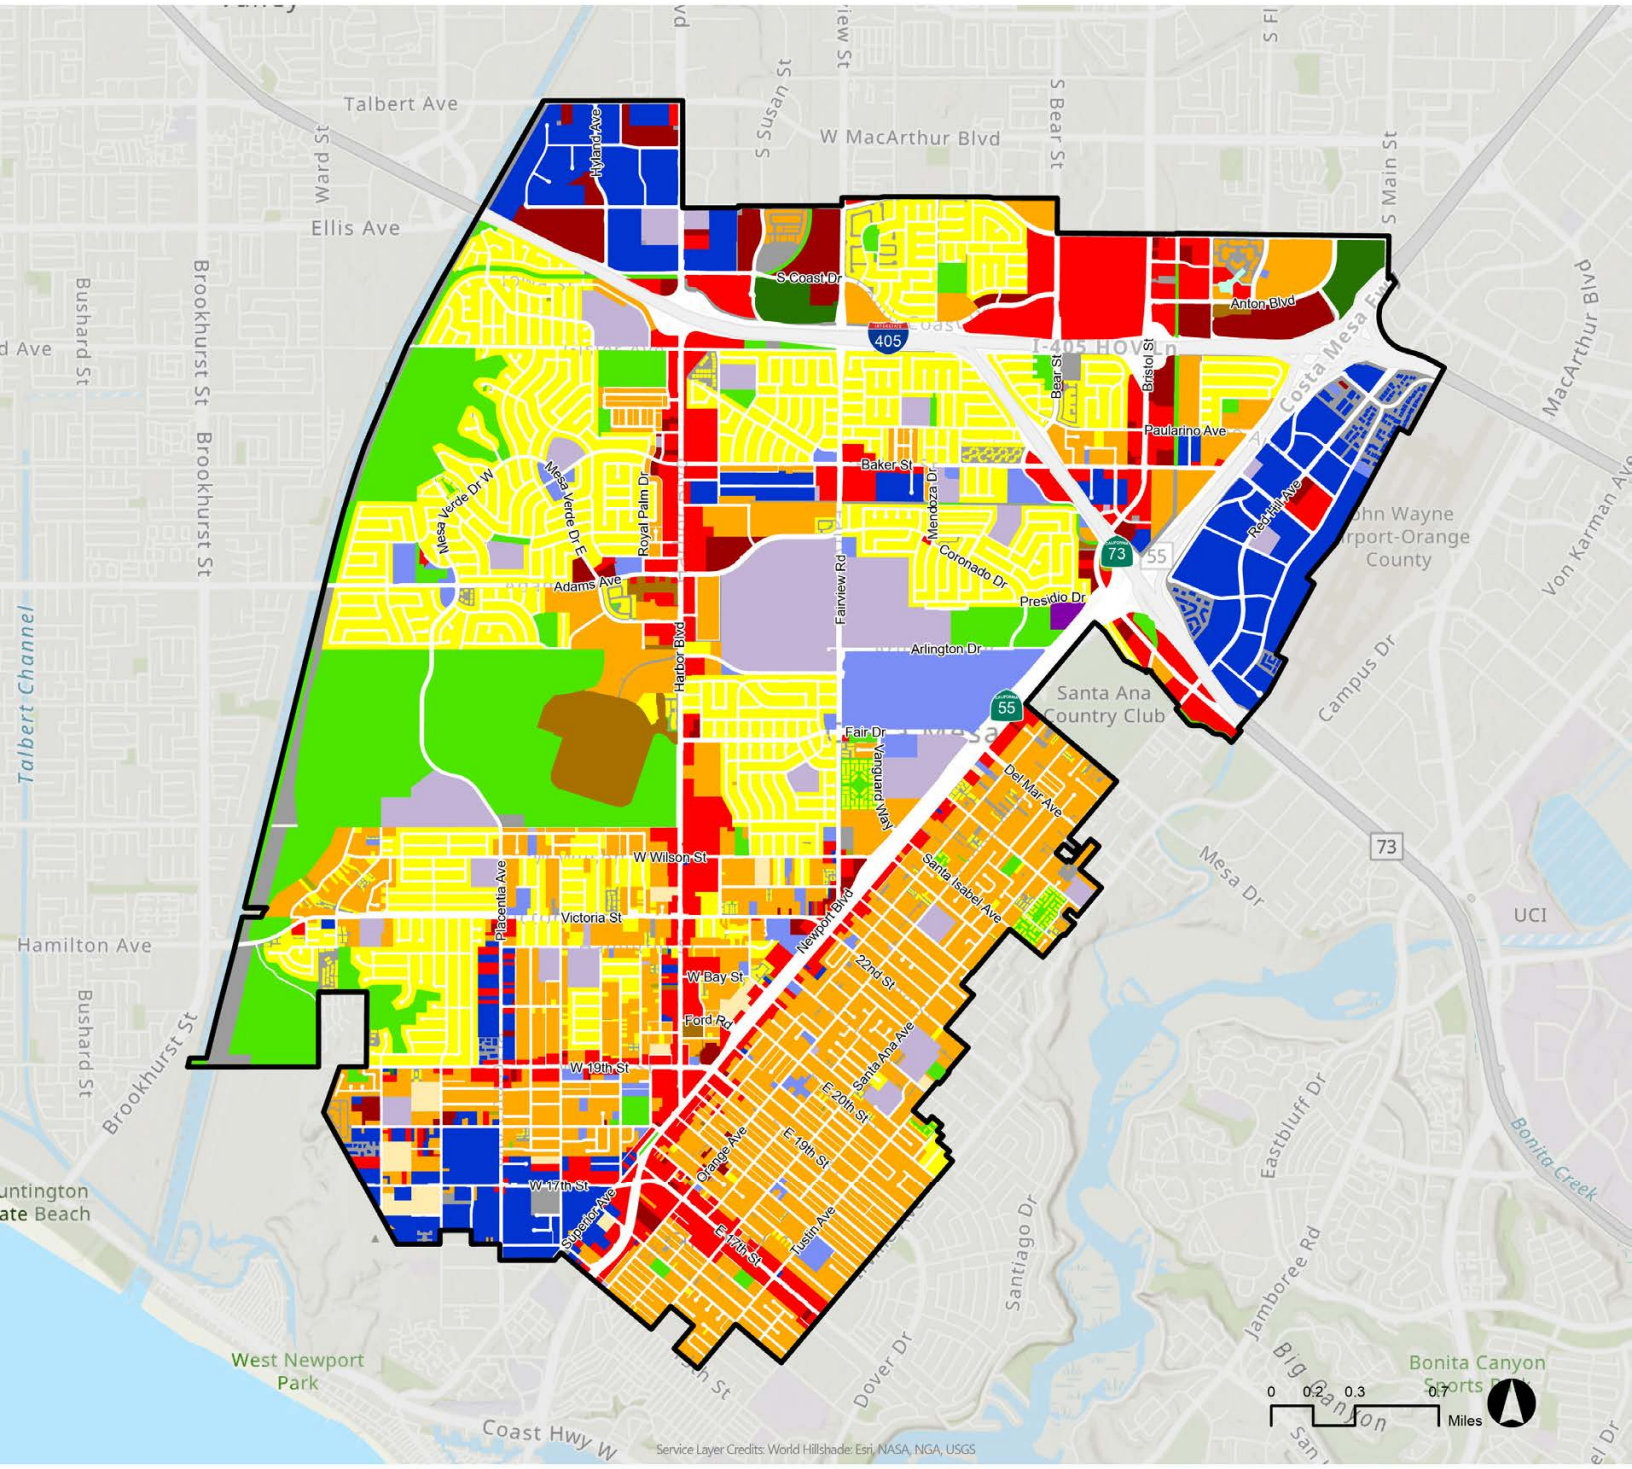 Valley
Talbert Ave
Ward St
Ellis Ave
Hyland Ave
S Susan St
W MacArthur Blvd
S Bear St
S Main St
Bushard St
Brookhurst St
S Coast Dr
Anton Blvd
INTERSTATE
405
I-405 HOV Ln
Bear St
Bristol St
Costa Mesa Fwy
MacArthur Blvd
Paularino Ave
Baker St
Brookhurst St
Mesa Verde Dr W
Mesa Verde Dr E
Royal Palm Dr
Mendoza Dr
Red Hill Ave
Von Karman Ave
John Wayne
Airport-Orange
County
Coronado Dr
CALIFORNIA
73
55
Adams Ave
Fairview Rd
Presidio Dr
Harbor Blvd
Arlington Dr
Talbert Channel
CALIFORNIA
55
Santa Ana
Country Club
Campus Dr
Fair Dr
Vanguard Way
Del Mar Ave
73
Mesa Dr
W Wilson St
Placentia Ave
Santa Isabel Ave
Victoria St
Newport Blvd
UCI
Hamilton Ave
22nd St
W Bay St
Bushard St
Brookhurst St
Ford Rd
Santa Ana Ave
W 19th St
E 20th St
Eastbluff Dr
Bonita Creek
Orange Ave
E 19th St
W 17th St
Superior Ave
Tustin Ave
E 17th St
Santiago Dr
Jamboree Rd
Beach
West Newport
Park
Dover Dr
Big Canyon
Bonita Canyon
Sports Park
0 0.2 0.3 0.7
Miles
Coast Hwy W
Service Layer Credits: World Hillshade: Esri, NASA, NGA, USGS